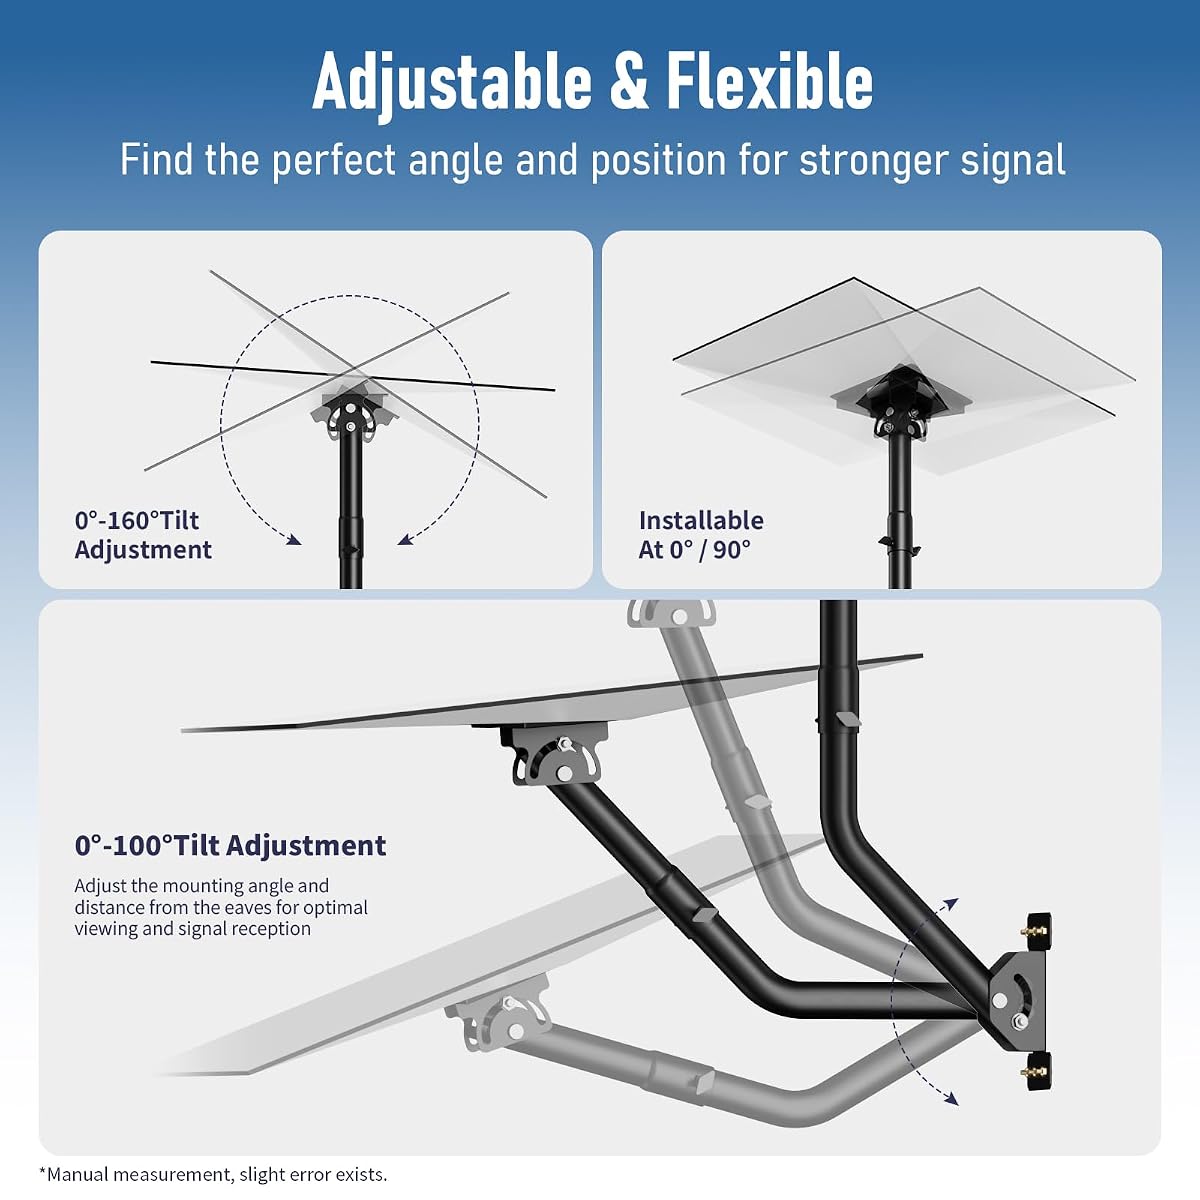 Adjustable & Flexible
Find the perfect angle and position for stronger signal
0°-160°Tilt
Adjustment
Installable
At 0° / 90°
0°-100°Tilt Adjustment
Adjust the mounting angle and
distance from the eaves for optimal
viewing and signal reception
*Manual measurement, slight error exists.